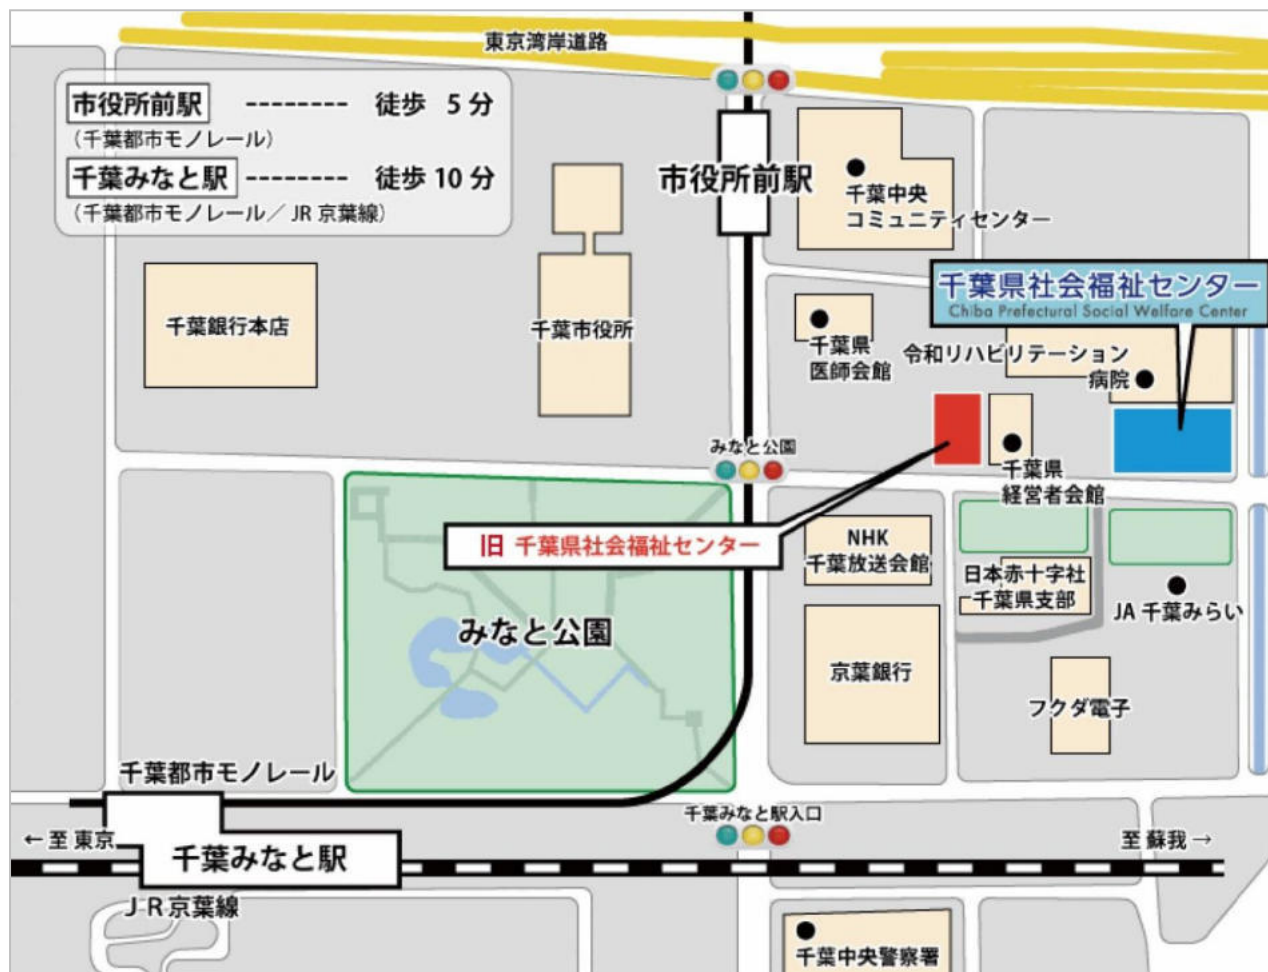 東京湾岸道路
市役所前駅 -------- 徒歩 5 分
（千葉都市モノレール）
千葉みなと駅 -------- 徒歩 10 分
（千葉都市モノレール／ JR 京葉線）
市役所前駅
千葉中央
コミュニティセンター
千葉県社会福祉センター
Chiba Prefectural Social Welfare Center
千葉銀行本店
千葉市役所
千葉県
医師会館
令和リハビリテーション
病院
みなと公園
千葉県
経営者会館
旧 千葉県社会福祉センター
NHK
千葉放送会館
日本赤十字社
千葉県支部
JA 千葉みらい
みなと公園
京葉銀行
フクダ電子
千葉都市モノレール
千葉みなと駅入口
← 至 東京
至 蘇我 →
千葉みなと駅
ＪＲ京葉線
千葉中央警察署